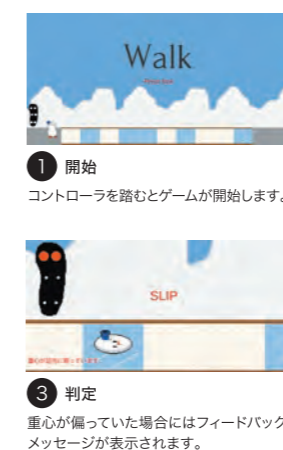 Walk
1 開始
コントローラを踏むとゲームが開始します。
SLIP
3 判定
重心が偏っていた場合にはフィードバック
メッセージが表示されます。